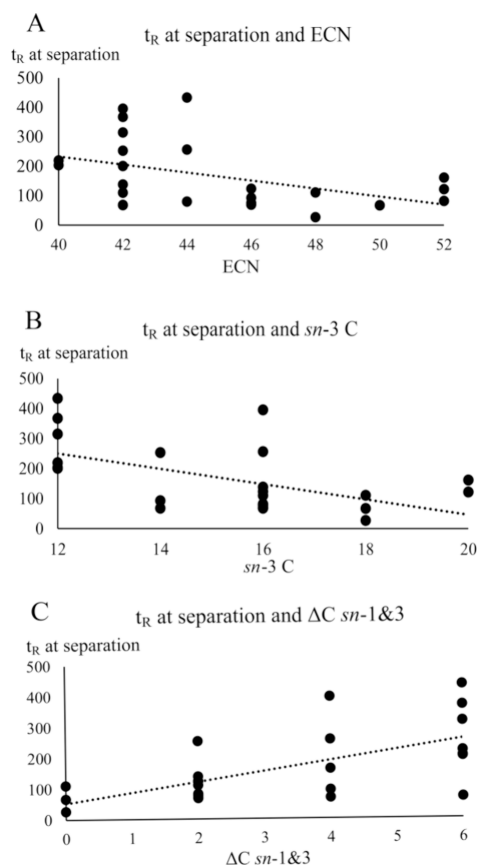 A
tR at separation and ECN
tR at separation
500
400
300
200
100
0
40 42 44 46 48 50 52
ECN
B
tR at separation and sn-3 C
tR at separation
500
400
300
200
100
0
12 14 16 18 20
sn-3 C
C
tR at separation and ΔC sn-1&3
tR at separation
500
400
300
200
100
0
0 1 2 3 4 5 6
ΔC sn-1&3